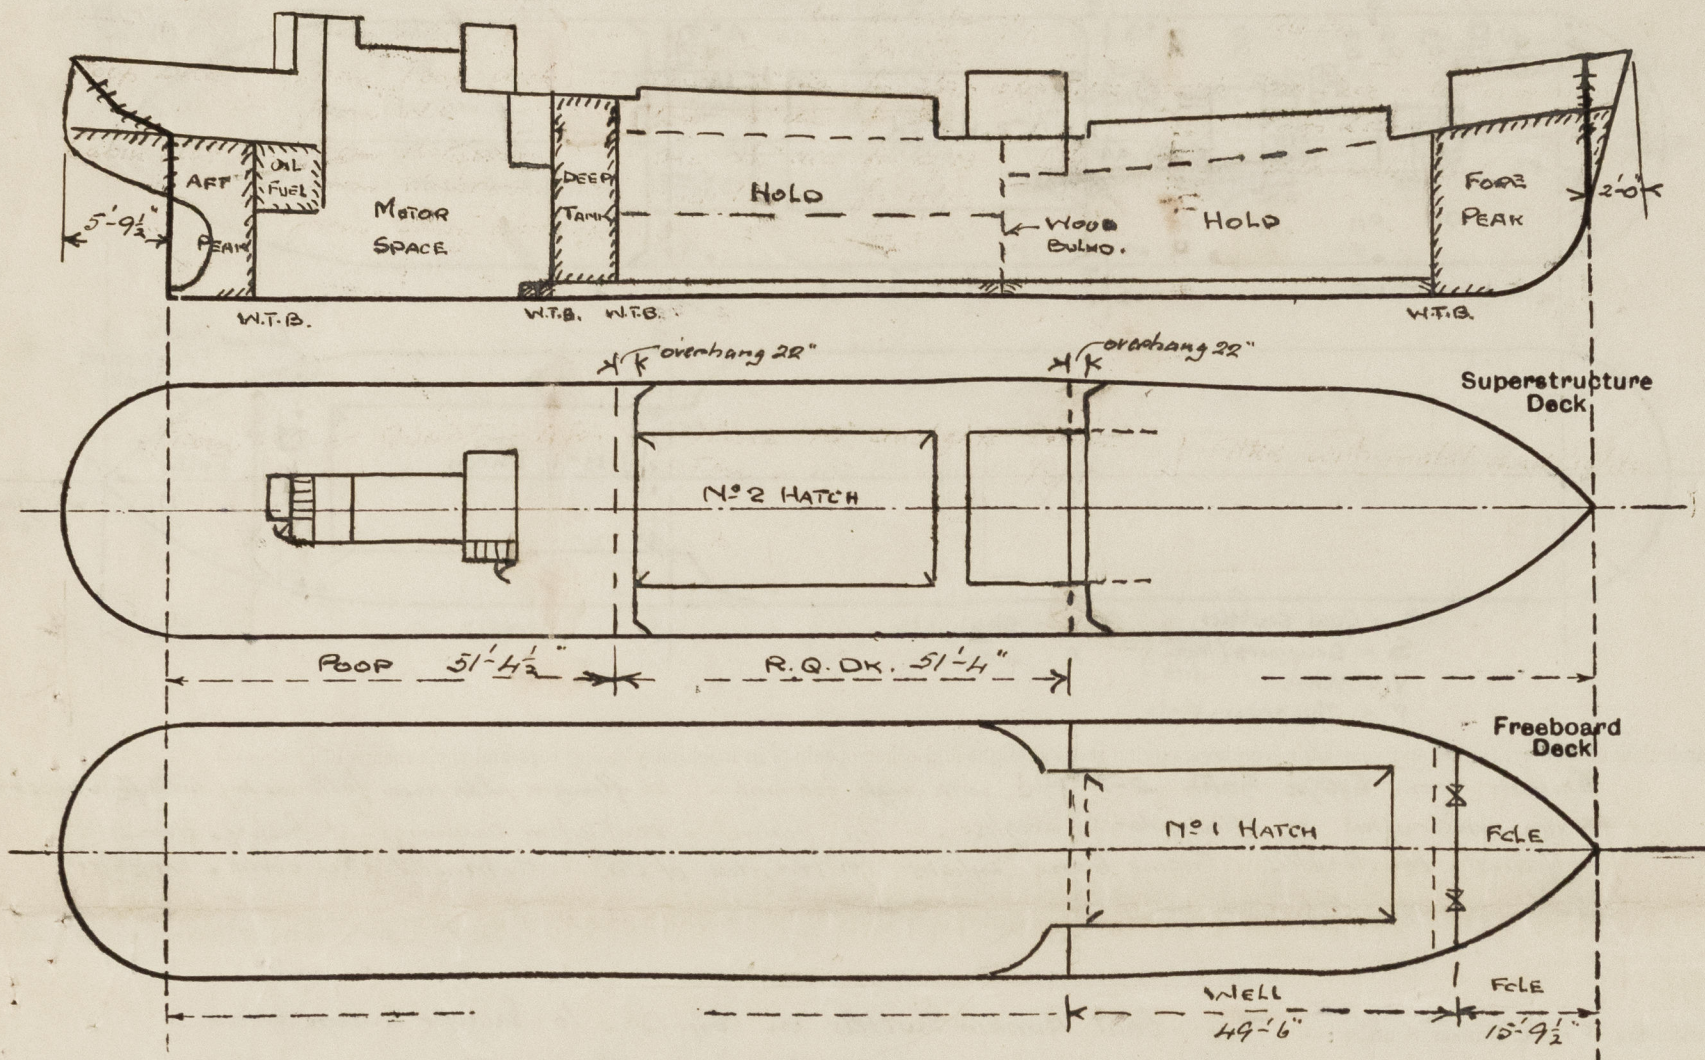 AFT
PEAK
OIL
FUEL
MOTOR
SPACE
DEEP
TANK
HOLD
WOOD
BULHD.
HOLD
FORE
PEAK
5'-9½"
2'-0"
W.T.B.
W.T.B.
W.T.B.
W.T.B.
overhang 22"
overhang 22"
Superstructure
Deck
Nº 2 HATCH
POOP 51'-4½"
R.Q.DK. 51'-4"
Freeboard
Deck
Nº 1 HATCH
FCLE
WELL
49'-6"
FCLE
15'-9½"